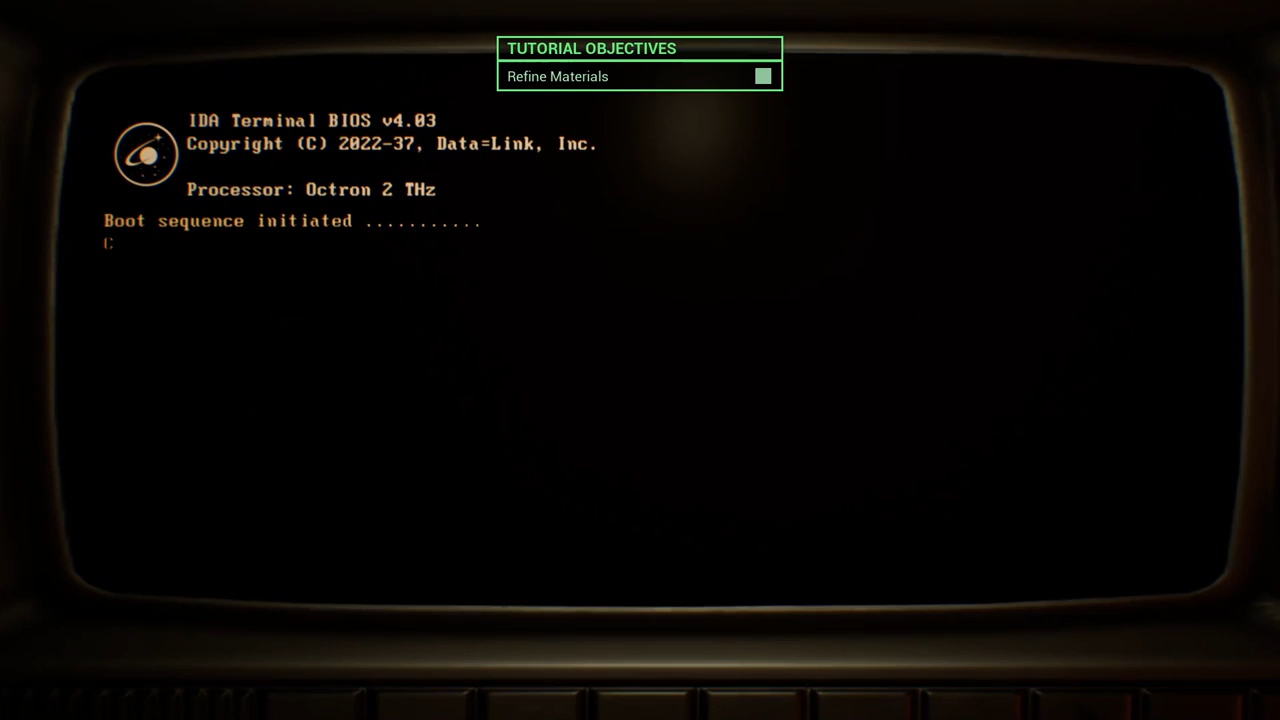 TUTORIAL OBJECTIVES
Refine Materials
IDA Terminal BIOS v4.03
Copyright (C) 2022-37, Data=Link, Inc.
Processor: Octron 2 THz
Boot sequence initiated ...........
C